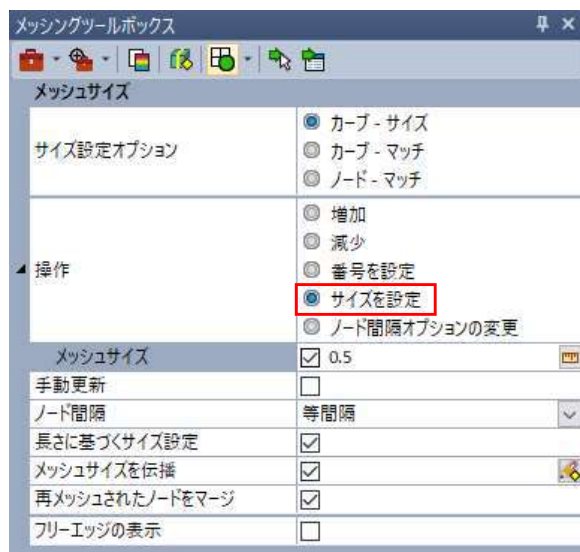 メッシングツールボックス
メッシュサイズ
サイズ設定オプション
カーブ - サイズ
カーブ - マッチ
ノード - マッチ
操作
増加
減少
番号を設定
サイズを設定
ノード間隔オプションの変更
メッシュサイズ 0.5
手動更新
ノード間隔 等間隔
長さに基づくサイズ設定
メッシュサイズを伝播
再メッシュされたノードをマージ
フリーエッジの表示